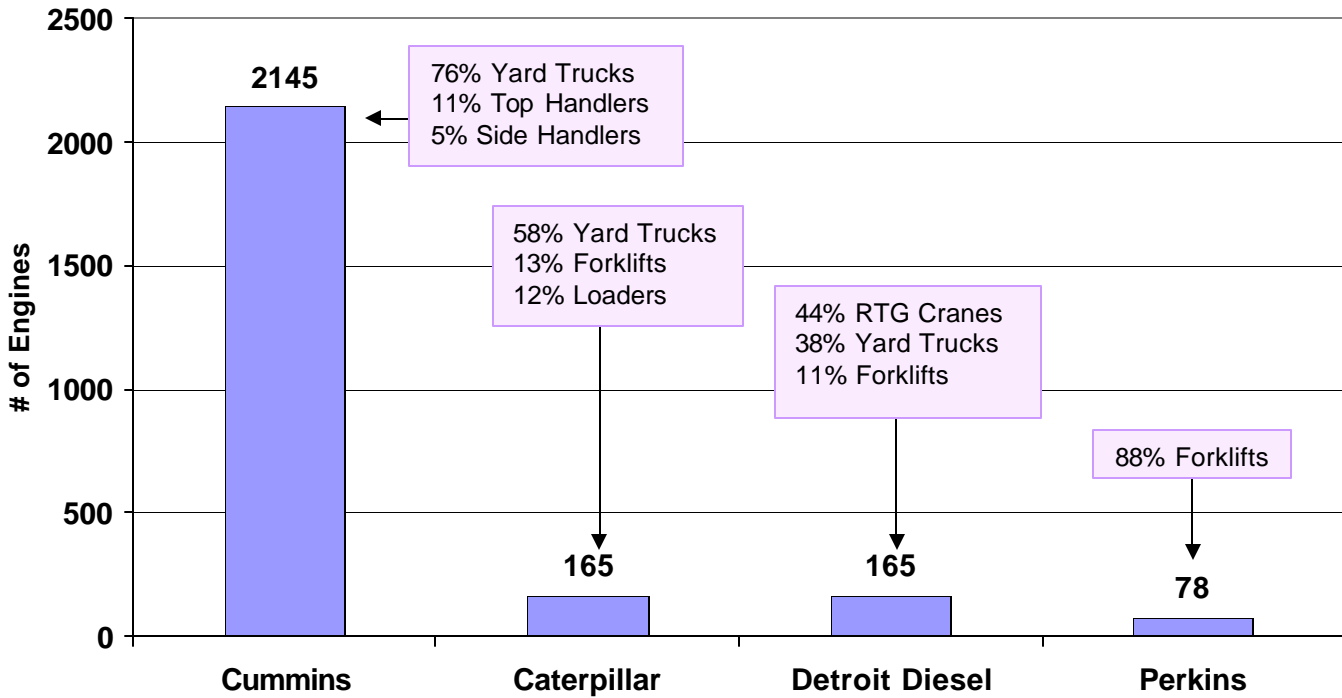 2500
2145
76% Yard Trucks
11% Top Handlers
5% Side Handlers
2000
58% Yard Trucks
13% Forklifts
12% Loaders
1500
44% RTG Cranes
38% Yard Trucks
11% Forklifts
# of Engines
1000
88% Forklifts
500
165
165
78
0
Cummins
Caterpillar
Detroit Diesel
Perkins